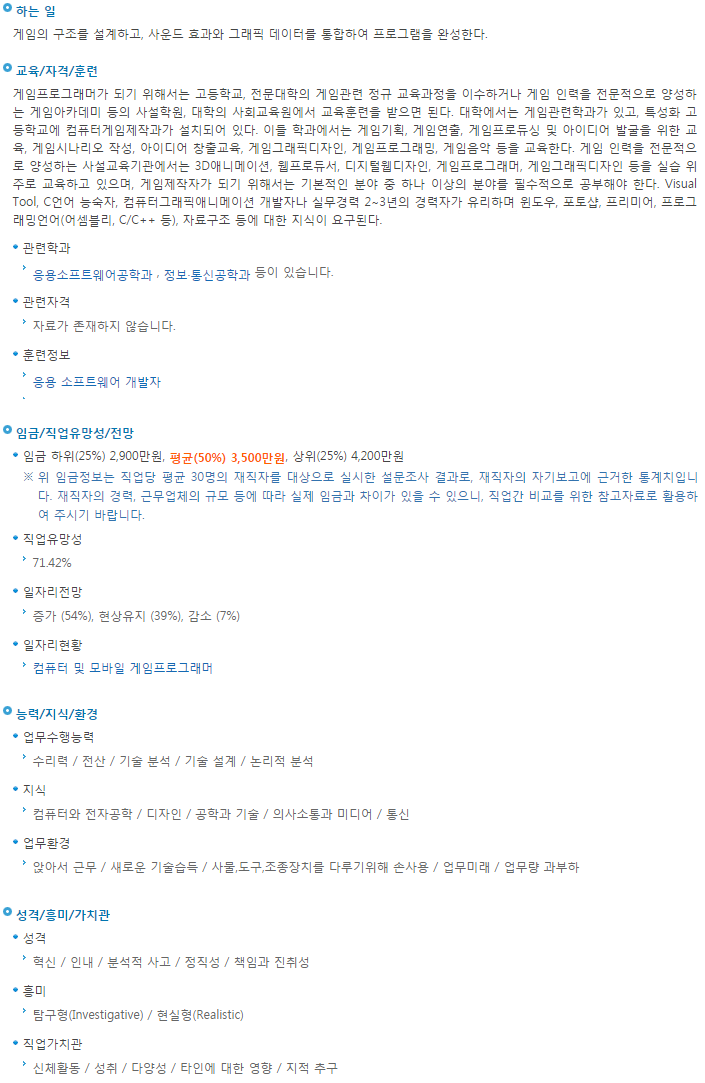 하는 일
게임의 구조를 설계하고, 사운드 효과와 그래픽 데이터를 통합하여 프로그램을 완성한다.
교육/자격/훈련
게임프로그래머가 되기 위해서는 고등학교, 전문대학의 게임관련 정규 교육과정을 이수하거나 게임 인력을 전문적으로 양성하
는 게임아카데미 등의 사설학원, 대학의 사회교육원에서 교육훈련을 받으면 된다. 대학에서는 게임관련학과가 있고, 특성화 고
등학교에 컴퓨터게임제작과가 설치되어 있다. 이들 학과에서는 게임기획, 게임연출, 게임프로듀싱 및 아이디어 발굴을 위한 교
육, 게임시나리오 작성, 아이디어 창출교육, 게임그래픽디자인, 게임프로그래밍, 게임음악 등을 교육한다. 게임 인력을 전문적으
로 양성하는 사설교육기관에서는 3D애니메이션, 웹프로듀서, 디지털웹디자인, 게임프로그래머, 게임그래픽디자인 등을 실습 위
주로 교육하고 있으며, 게임제작자가 되기 위해서는 기본적인 분야 중 하나 이상의 분야를 필수적으로 공부해야 한다. Visual
Tool, C언어 능숙자, 컴퓨터그래픽애니메이션 개발자나 실무경력 2~3년의 경력자가 유리하며 윈도우, 포토샵, 프리미어, 프로그
래밍언어(어셈블리, C/C++ 등), 자료구조 등에 대한 지식이 요구된다.
관련학과
응용소프트웨어공학과 , 정보·통신공학과 등이 있습니다.
관련자격
자료가 존재하지 않습니다.
훈련정보
응용 소프트웨어 개발자
임금/직업유망성/전망
임금 하위(25%) 2,900만원, 평균(50%) 3,500만원, 상위(25%) 4,200만원
※ 위 임금정보는 직업당 평균 30명의 재직자를 대상으로 실시한 설문조사 결과로, 재직자의 자기보고에 근거한 통계치입니
다. 재직자의 경력, 근무업체의 규모 등에 따라 실제 임금과 차이가 있을 수 있으니, 직업간 비교를 위한 참고자료로 활용하
여 주시기 바랍니다.
직업유망성
71.42%
일자리전망
증가 (54%), 현상유지 (39%), 감소 (7%)
일자리현황
컴퓨터 및 모바일 게임프로그래머
능력/지식/환경
업무수행능력
수리력 / 전산 / 기술 분석 / 기술 설계 / 논리적 분석
지식
컴퓨터와 전자공학 / 디자인 / 공학과 기술 / 의사소통과 미디어 / 통신
업무환경
앉아서 근무 / 새로운 기술습득 / 사물,도구,조종장치를 다루기위해 손사용 / 업무미래 / 업무량 과부하
성격/흥미/가치관
성격
혁신 / 인내 / 분석적 사고 / 정직성 / 책임과 진취성
흥미
탐구형(Investigative) / 현실형(Realistic)
직업가치관
신체활동 / 성취 / 다양성 / 타인에 대한 영향 / 지적 추구